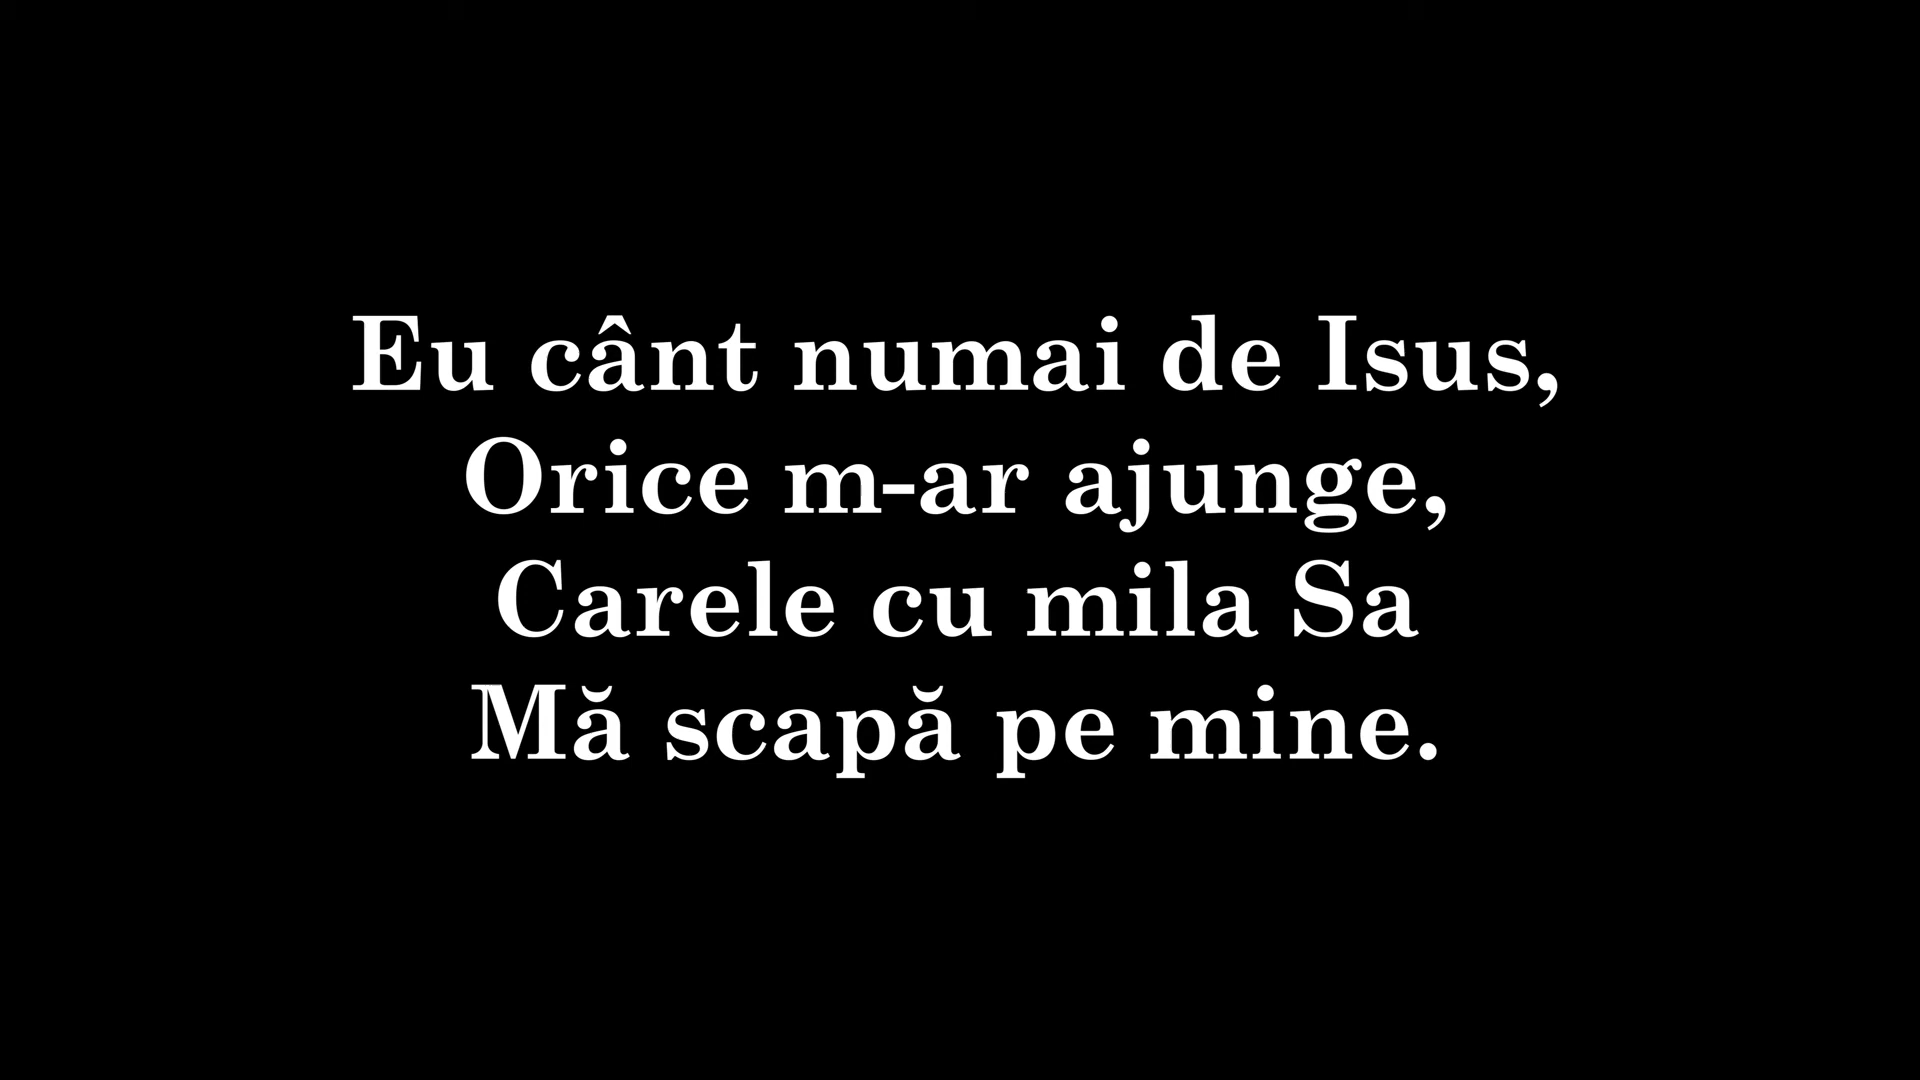 Eu cânt numai de Isus,
Orice m-ar ajunge,
Carele cu mila Sa
Mă scapă pe mine.